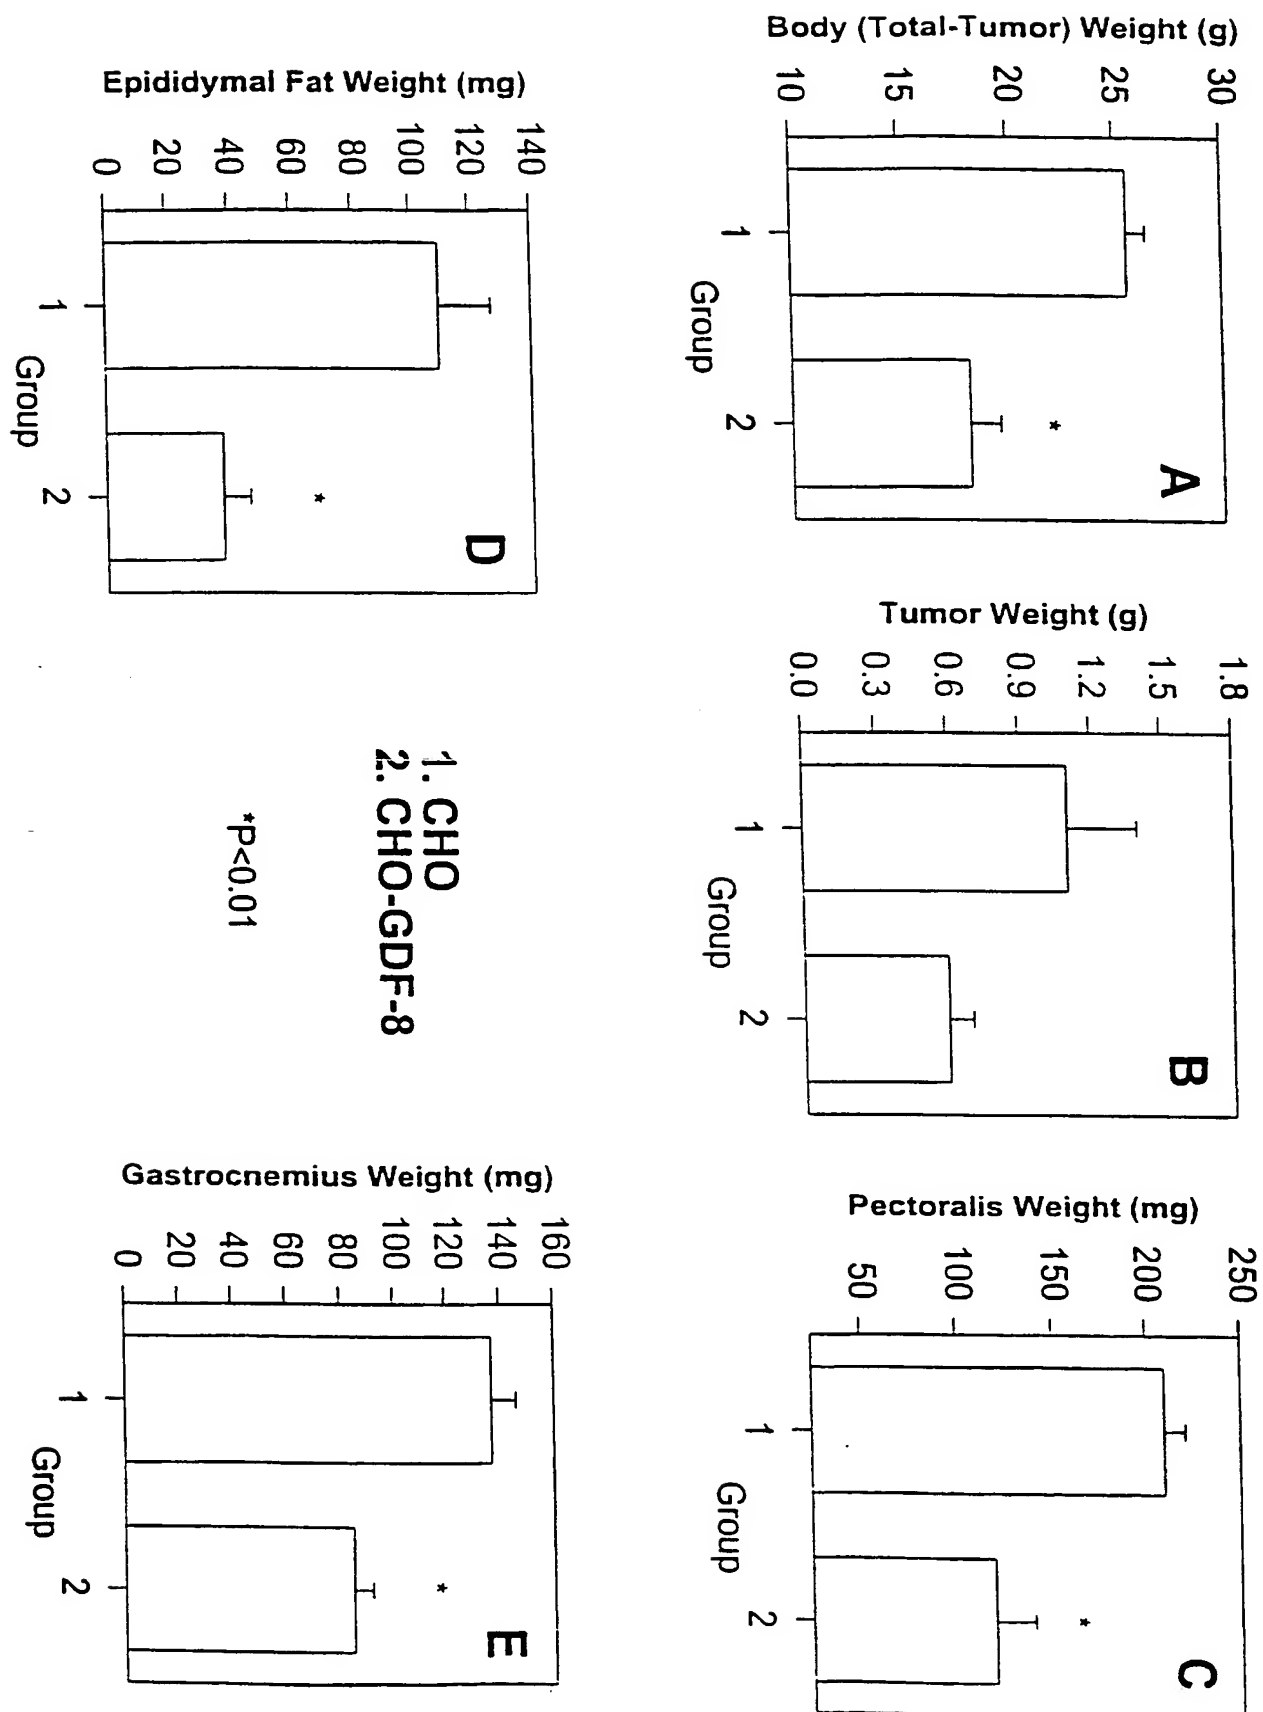 Body (Total-Tumor) Weight (g)
30
25
20
15
10
1
2
Group
*
A
Tumor Weight (g)
1.8
1.5
1.2
0.9
0.6
0.3
0.0
1
2
Group
B
Pectoralis Weight (mg)
250
200
150
100
50
1
2
Group
*
C
Epididymal Fat Weight (mg)
140
120
100
80
60
40
20
0
1
2
Group
*
D
1. CHO
2. CHO-GDF-8
*P<0.01
Gastrocnemius Weight (mg)
160
140
120
100
80
60
40
20
0
1
2
Group
*
E